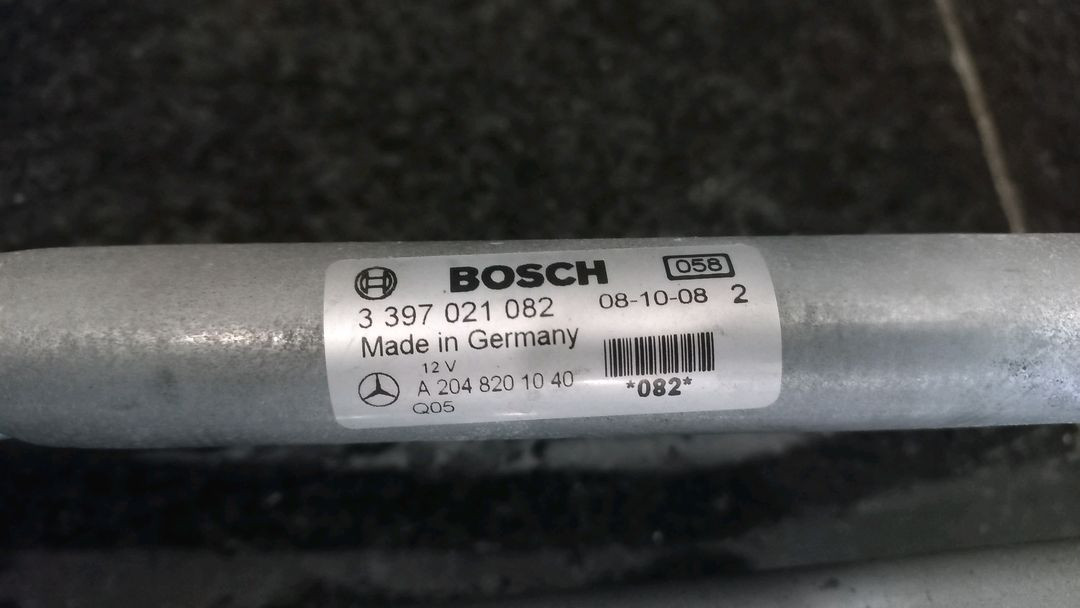 BOSCH 058
3 397 021 082 08-10-08 2
Made in Germany
12 V
A 204 820 10 40 *082*
Q05